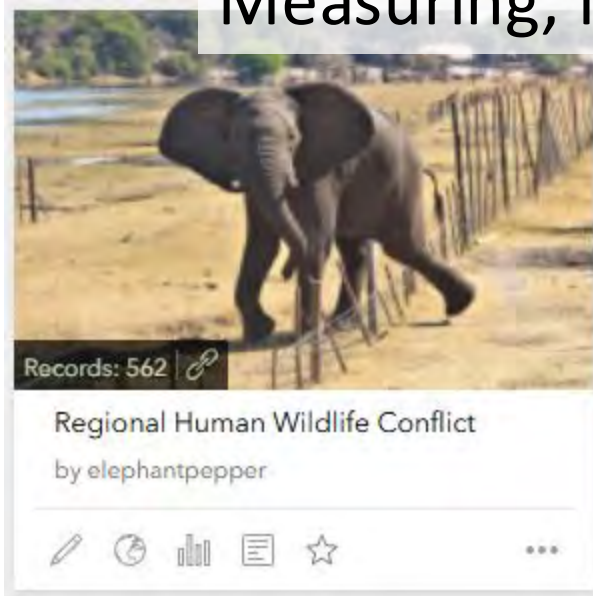 Measuring,
Records: 562
Regional Human Wildlife Conflict
by elephantpepper